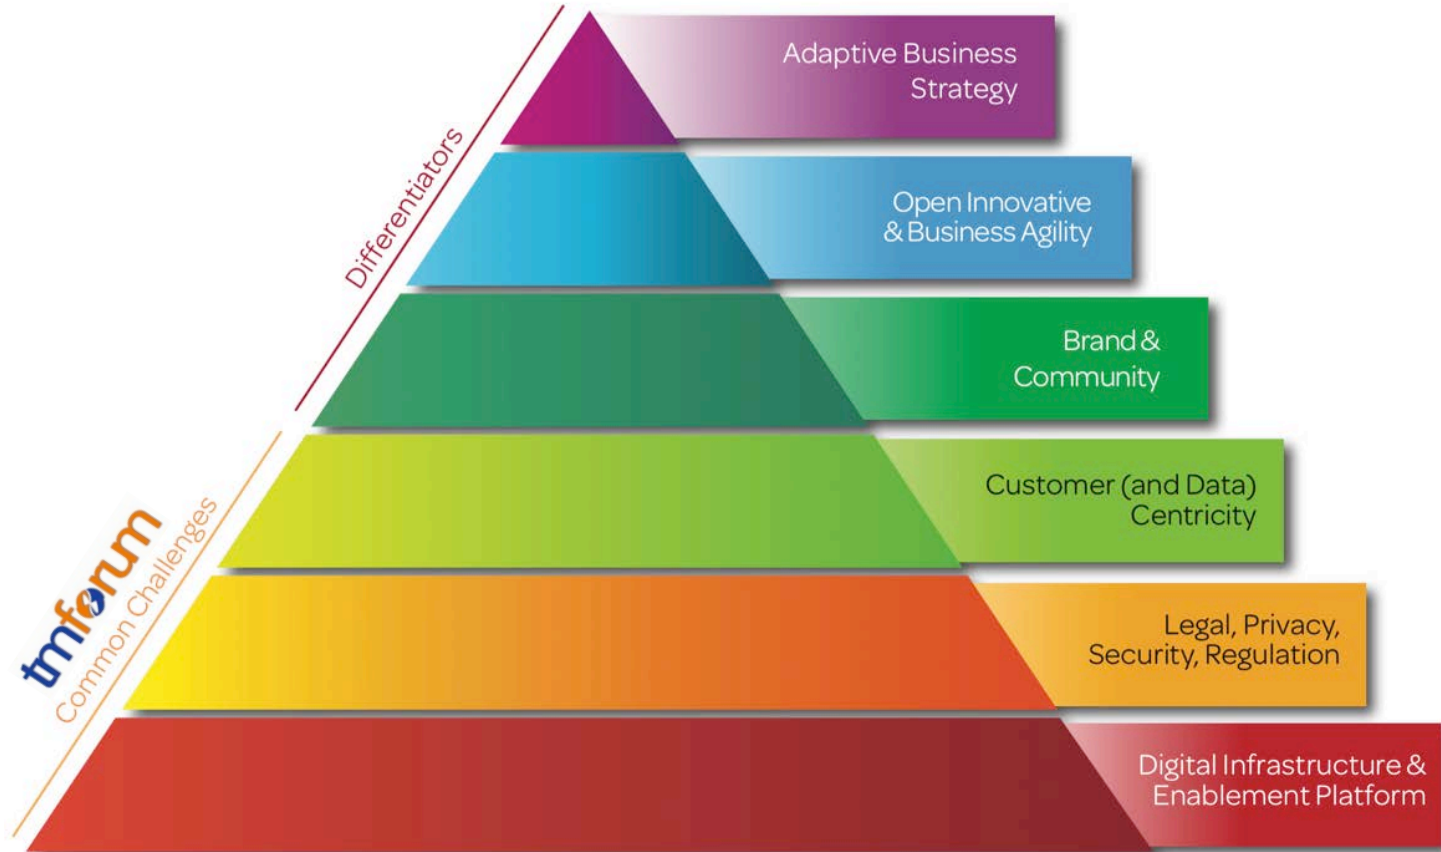 Adaptive Business
Strategy
Differentiators
Open Innovative
& Business Agility
Brand &
Community
Customer (and Data)
Centricity
tmforum
Common Challenges
Legal, Privacy,
Security, Regulation
Digital Infrastructure &
Enablement Platform